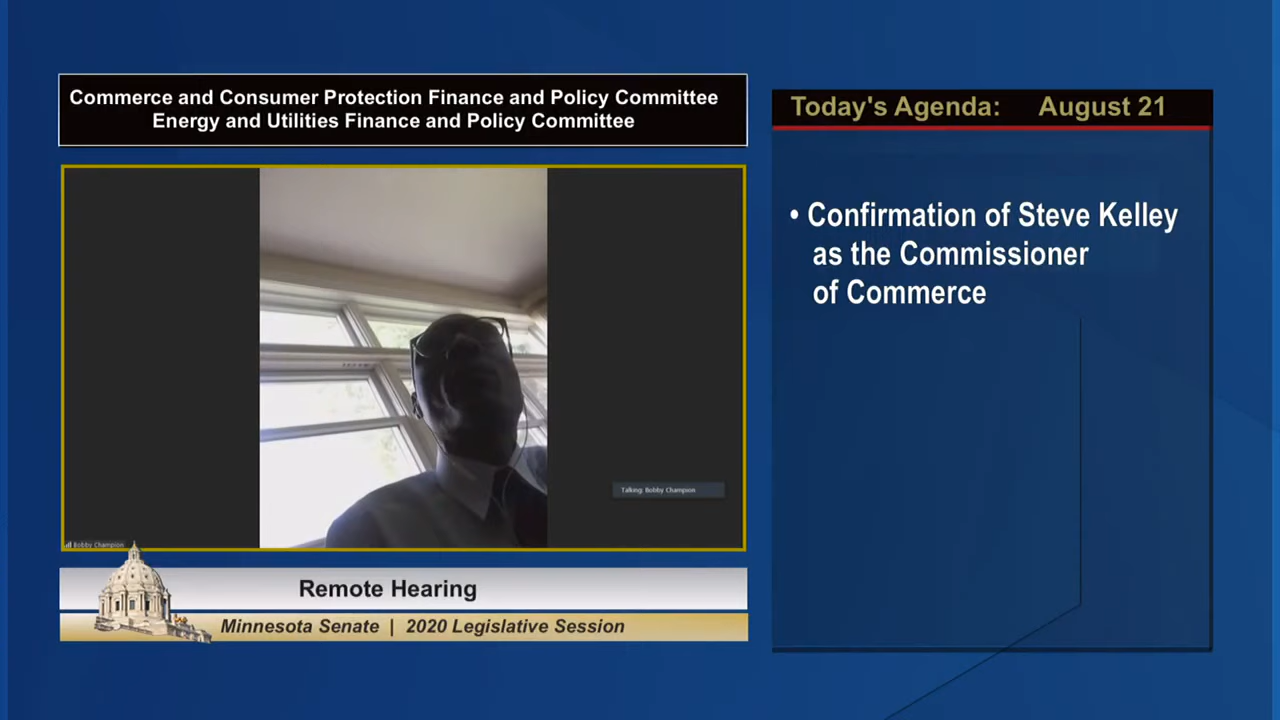 Commerce and Consumer Protection Finance and Policy Committee
Energy and Utilities Finance and Policy Committee
Today's Agenda: August 21
• Confirmation of Steve Kelley
as the Commissioner
of Commerce
Talking: Bobby Champion
Bobby Champion
Remote Hearing
Minnesota Senate | 2020 Legislative Session